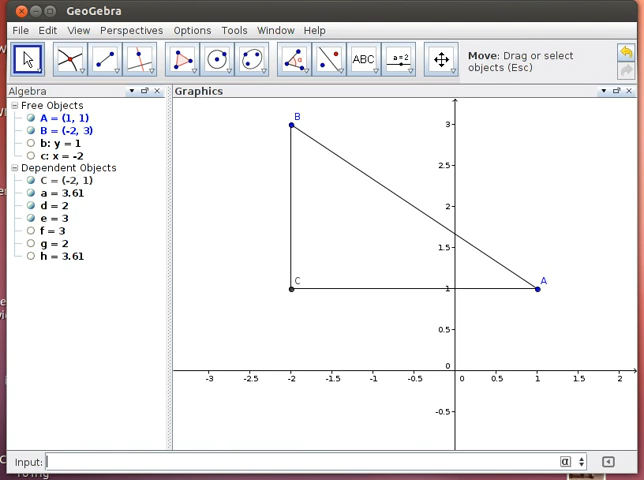 GeoGebra
File Edit View Perspectives Options Tools Window Help
ABC
a=2
Move: Drag or select
objects (Esc)
Algebra
Graphics
Free Objects
A = (1, 1)
B = (-2, 3)
b: y = 1
c: x = -2
Dependent Objects
C = (-2, 1)
a = 3.61
d = 2
e = 3
f = 3
g = 2
h = 3.61
B
C
A
3
2.5
2
1.5
1
0.5
0
-0.5
-3 -2.5 -2 -1.5 -1 -0.5 0 0.5 1 1.5 2
Input:
α